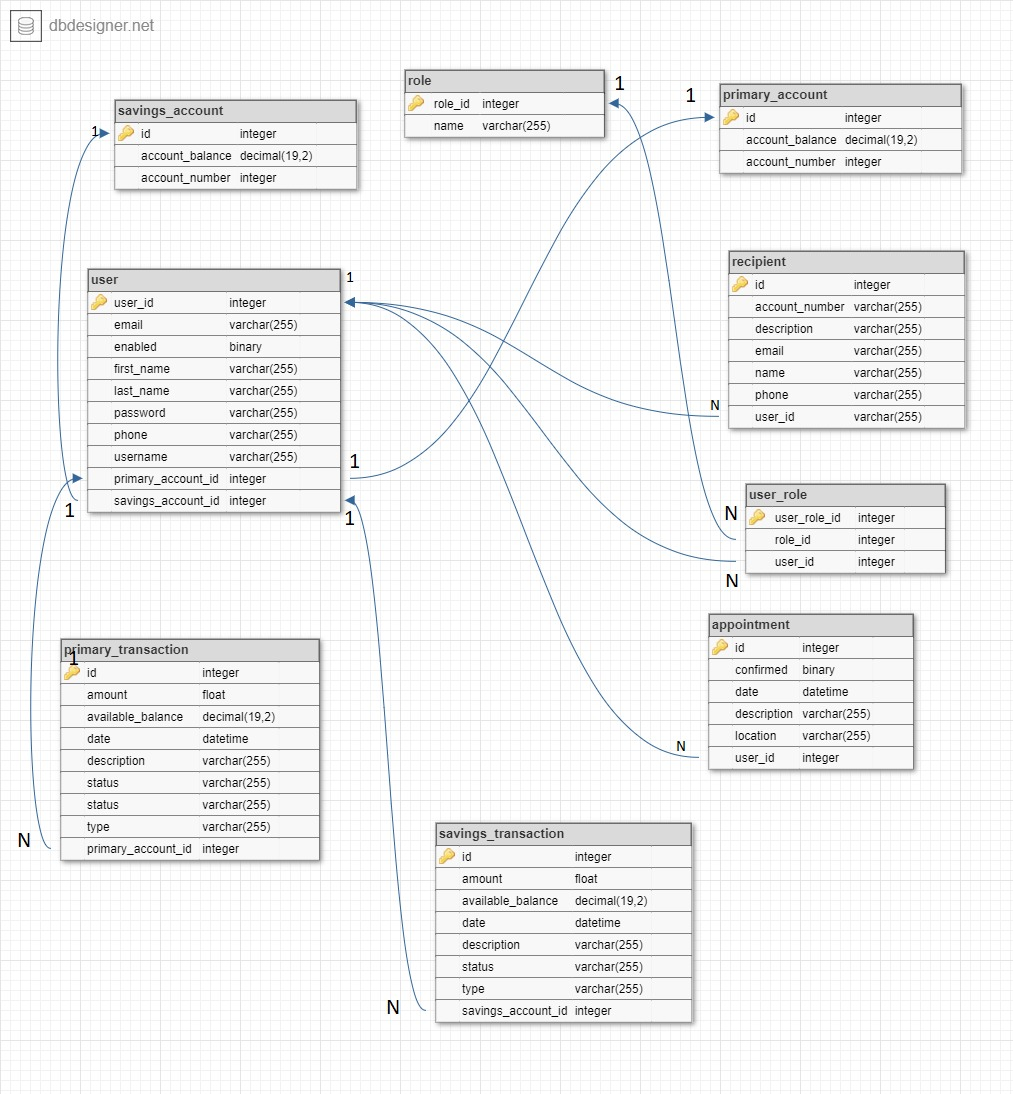 dbdesigner.net
role
role_id integer
name varchar(255)
1
savings_account
id integer
account_balance decimal(19,2)
account_number integer
1
primary_account
id integer
account_balance decimal(19,2)
account_number integer
1
user
user_id integer
email varchar(255)
enabled binary
first_name varchar(255)
last_name varchar(255)
password varchar(255)
phone varchar(255)
username varchar(255)
primary_account_id integer
savings_account_id integer
1
1
1
1
recipient
id integer
account_number varchar(255)
description varchar(255)
email varchar(255)
name varchar(255)
phone varchar(255)
user_id varchar(255)
N
user_role
user_role_id integer
role_id integer
user_id integer
N
N
appointment
id integer
confirmed binary
date datetime
description varchar(255)
location varchar(255)
user_id integer
N
primary_transaction
1
id integer
amount float
available_balance decimal(19,2)
date datetime
description varchar(255)
status varchar(255)
status varchar(255)
type varchar(255)
primary_account_id integer
N
savings_transaction
id integer
amount float
available_balance decimal(19,2)
date datetime
description varchar(255)
status varchar(255)
type varchar(255)
savings_account_id integer
N